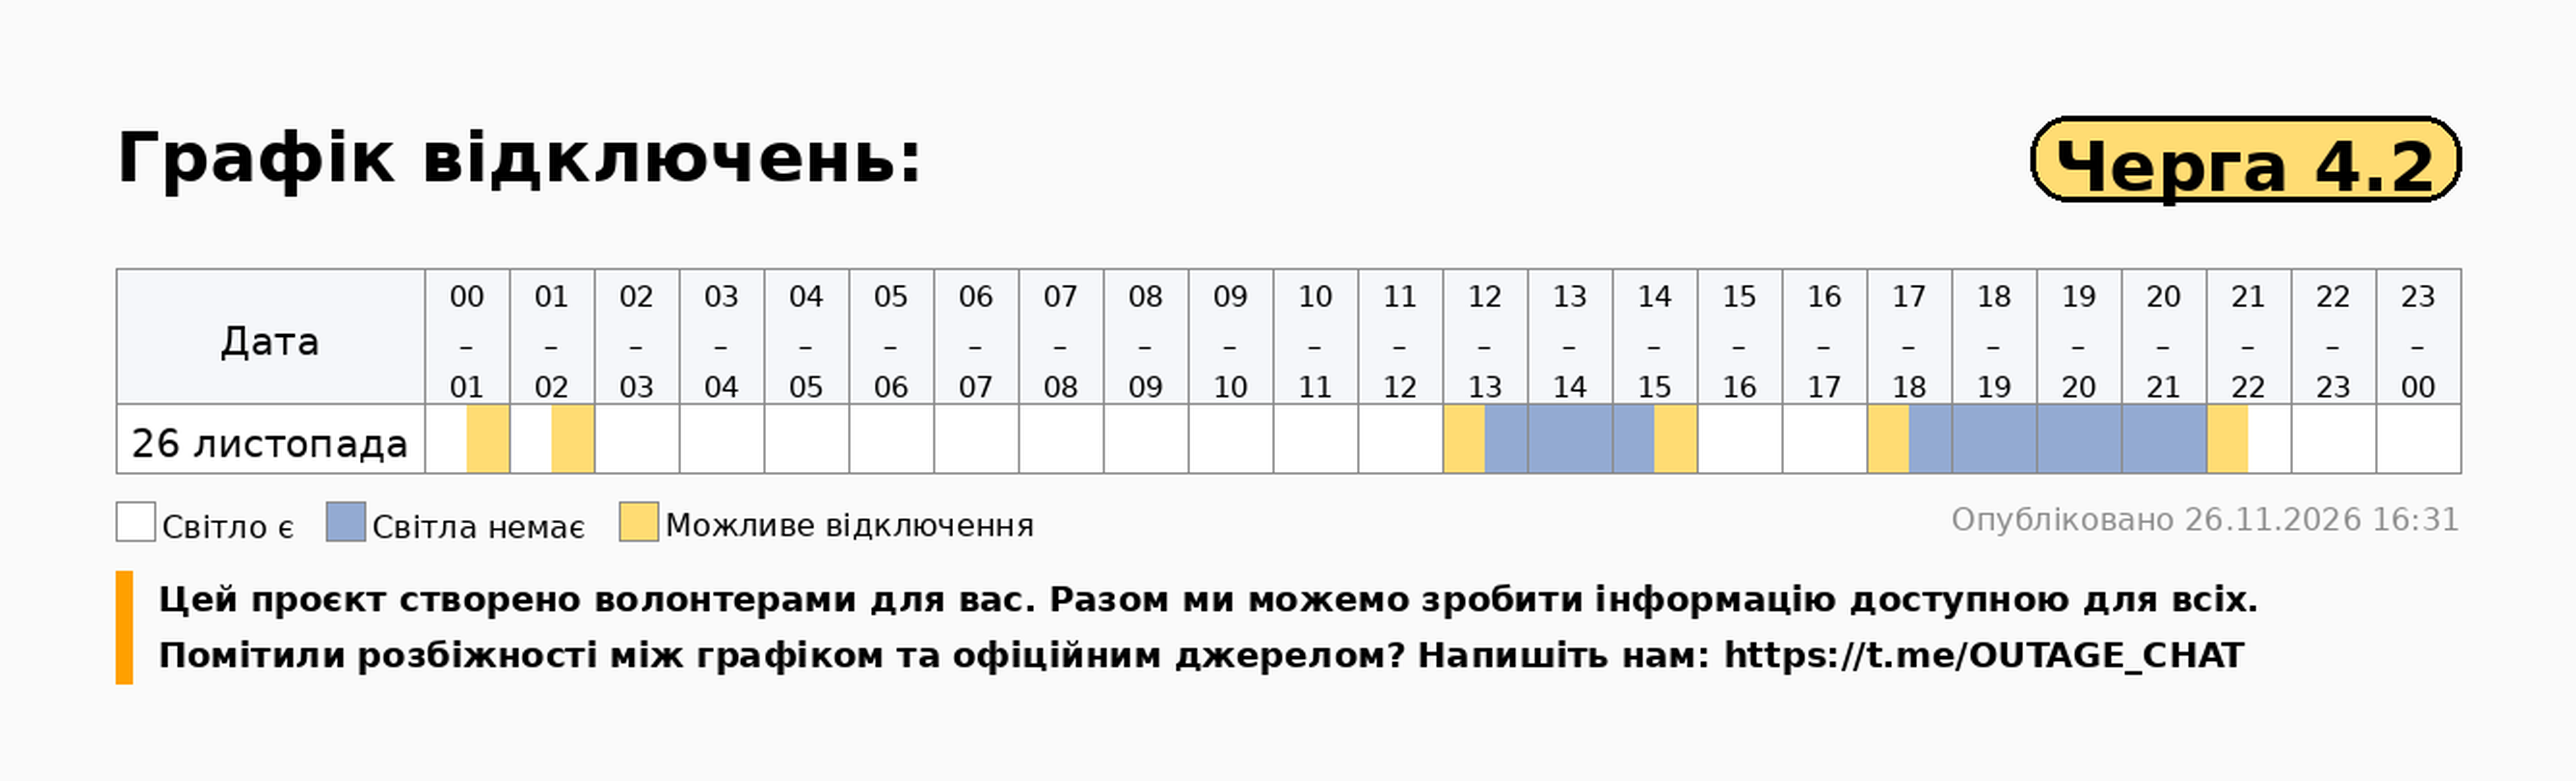 Графік відключень:
Черга 4.2
Дата
00 – 01
01 – 02
02 – 03
03 – 04
04 – 05
05 – 06
06 – 07
07 – 08
08 – 09
09 – 10
10 – 11
11 – 12
12 – 13
13 – 14
14 – 15
15 – 16
16 – 17
17 – 18
18 – 19
19 – 20
20 – 21
21 – 22
22 – 23
23 – 00
26 листопада
Світло є
Світла немає
Можливе відключення
Опубліковано 26.11.2026 16:31
Цей проєкт створено волонтерами для вас. Разом ми можемо зробити інформацію доступною для всіх.
Помітили розбіжності між графіком та офіційним джерелом? Напишіть нам: https://t.me/OUTAGE_CHAT